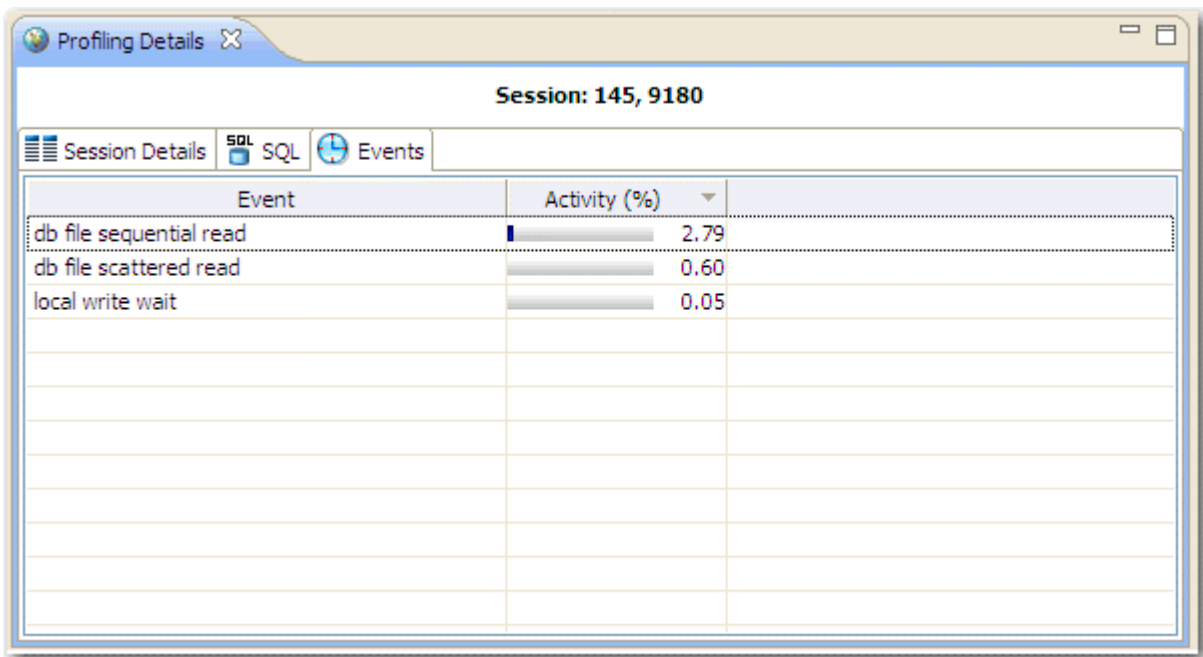 Profiling Details
Session: 145, 9180
Session Details SQL SQL Events
Event Activity (%)
db file sequential read 2.79
db file scattered read 0.60
local write wait 0.05